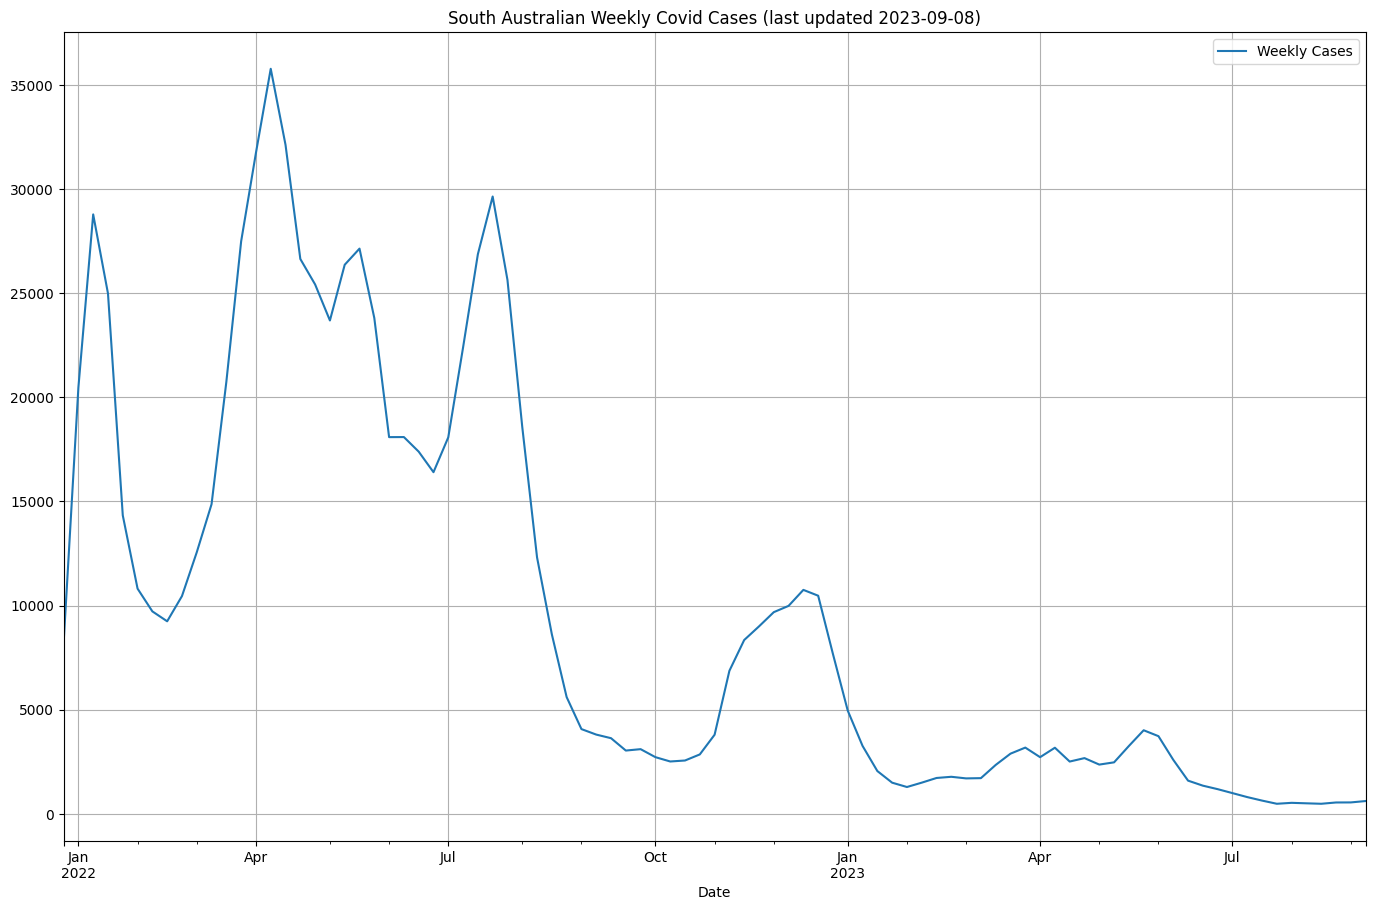 South Australian Weekly Covid Cases (last updated 2023-09-08)
Weekly Cases
35000
30000
25000
20000
15000
10000
5000
0
Jan Apr Jul Oct Jan Apr Jul
2022 2023
Date